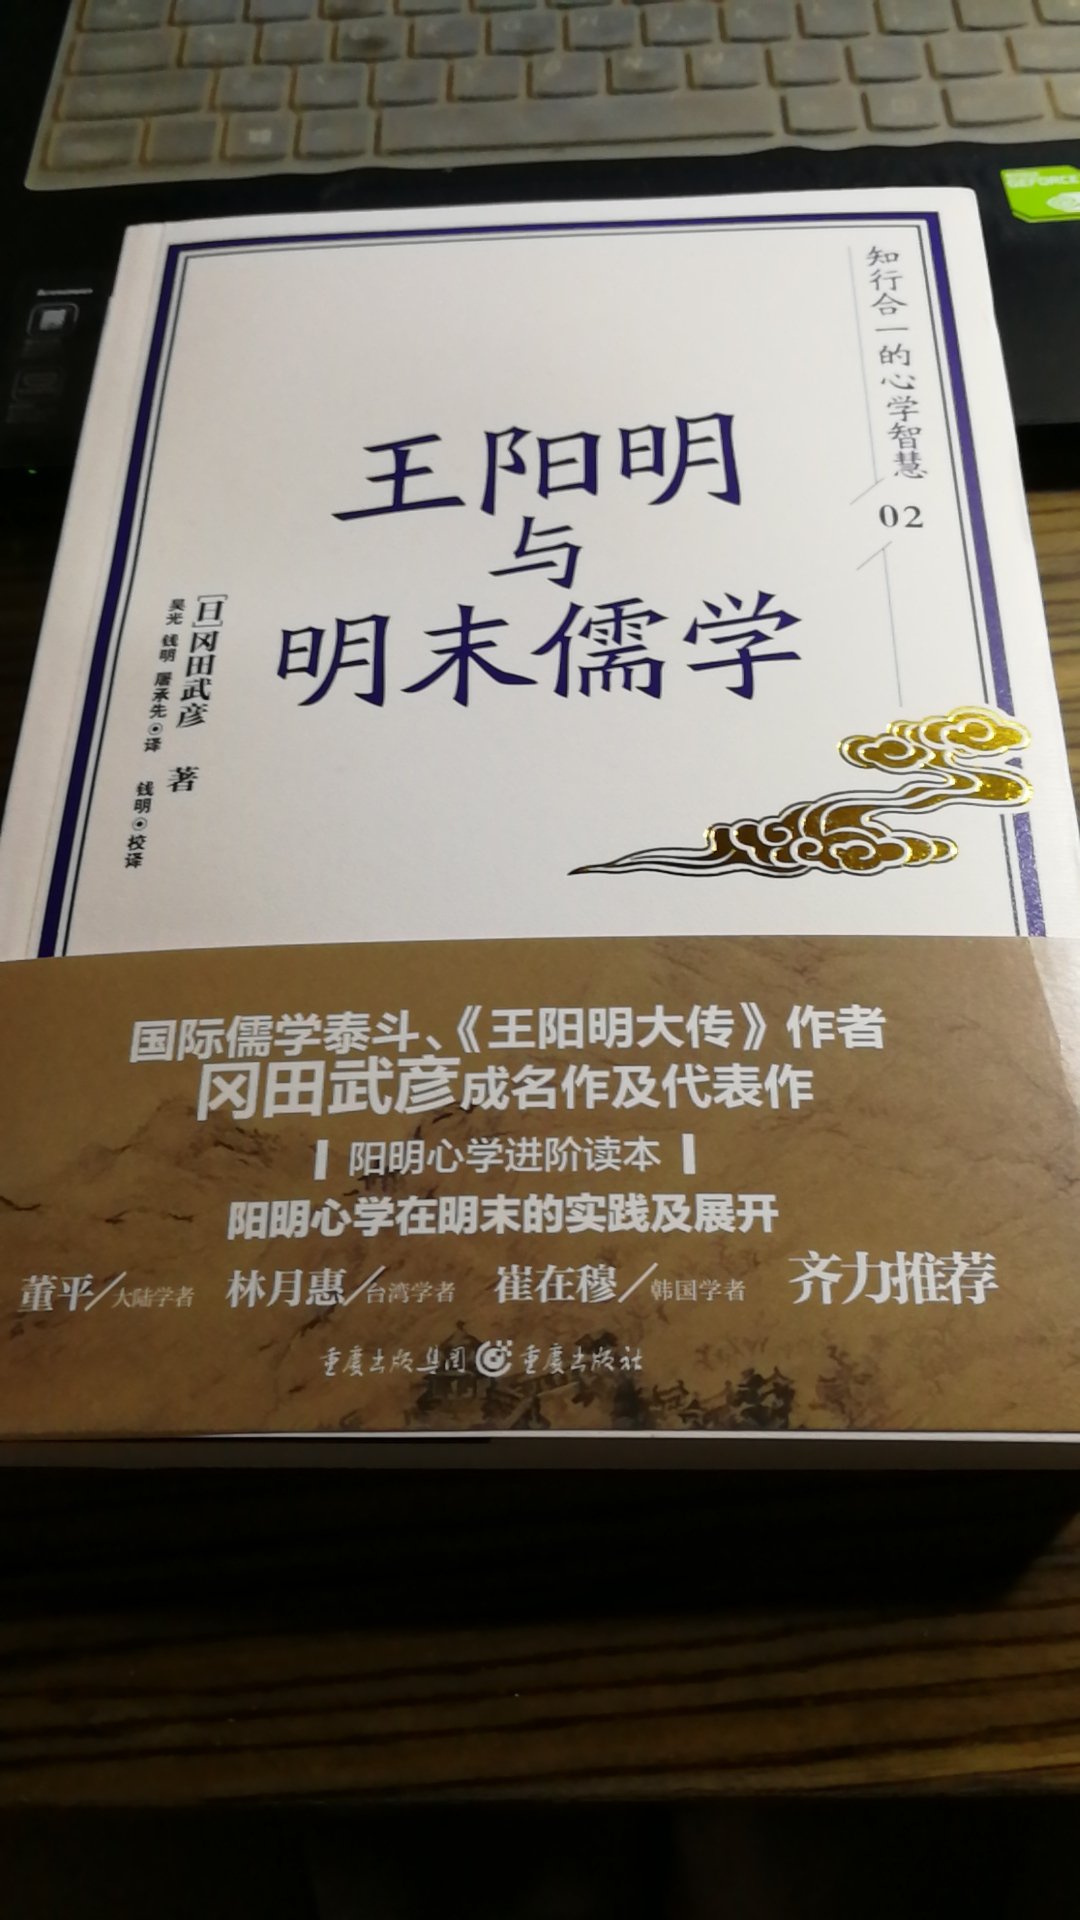 GEFORCE
知行合一的心学智慧
02
王阳明
与
明末儒学
[日]冈田武彦 著
吴光 钱明 屠承先⊙译 钱明⊙校译
国际儒学泰斗、《王阳明大传》作者
冈田武彦成名作及代表作
阳明心学进阶读本
阳明心学在明末的实践及展开
董平/大陆学者 林月惠/台湾学者 崔在穆/韩国学者 齐力推荐
重庆出版集团 重庆出版社